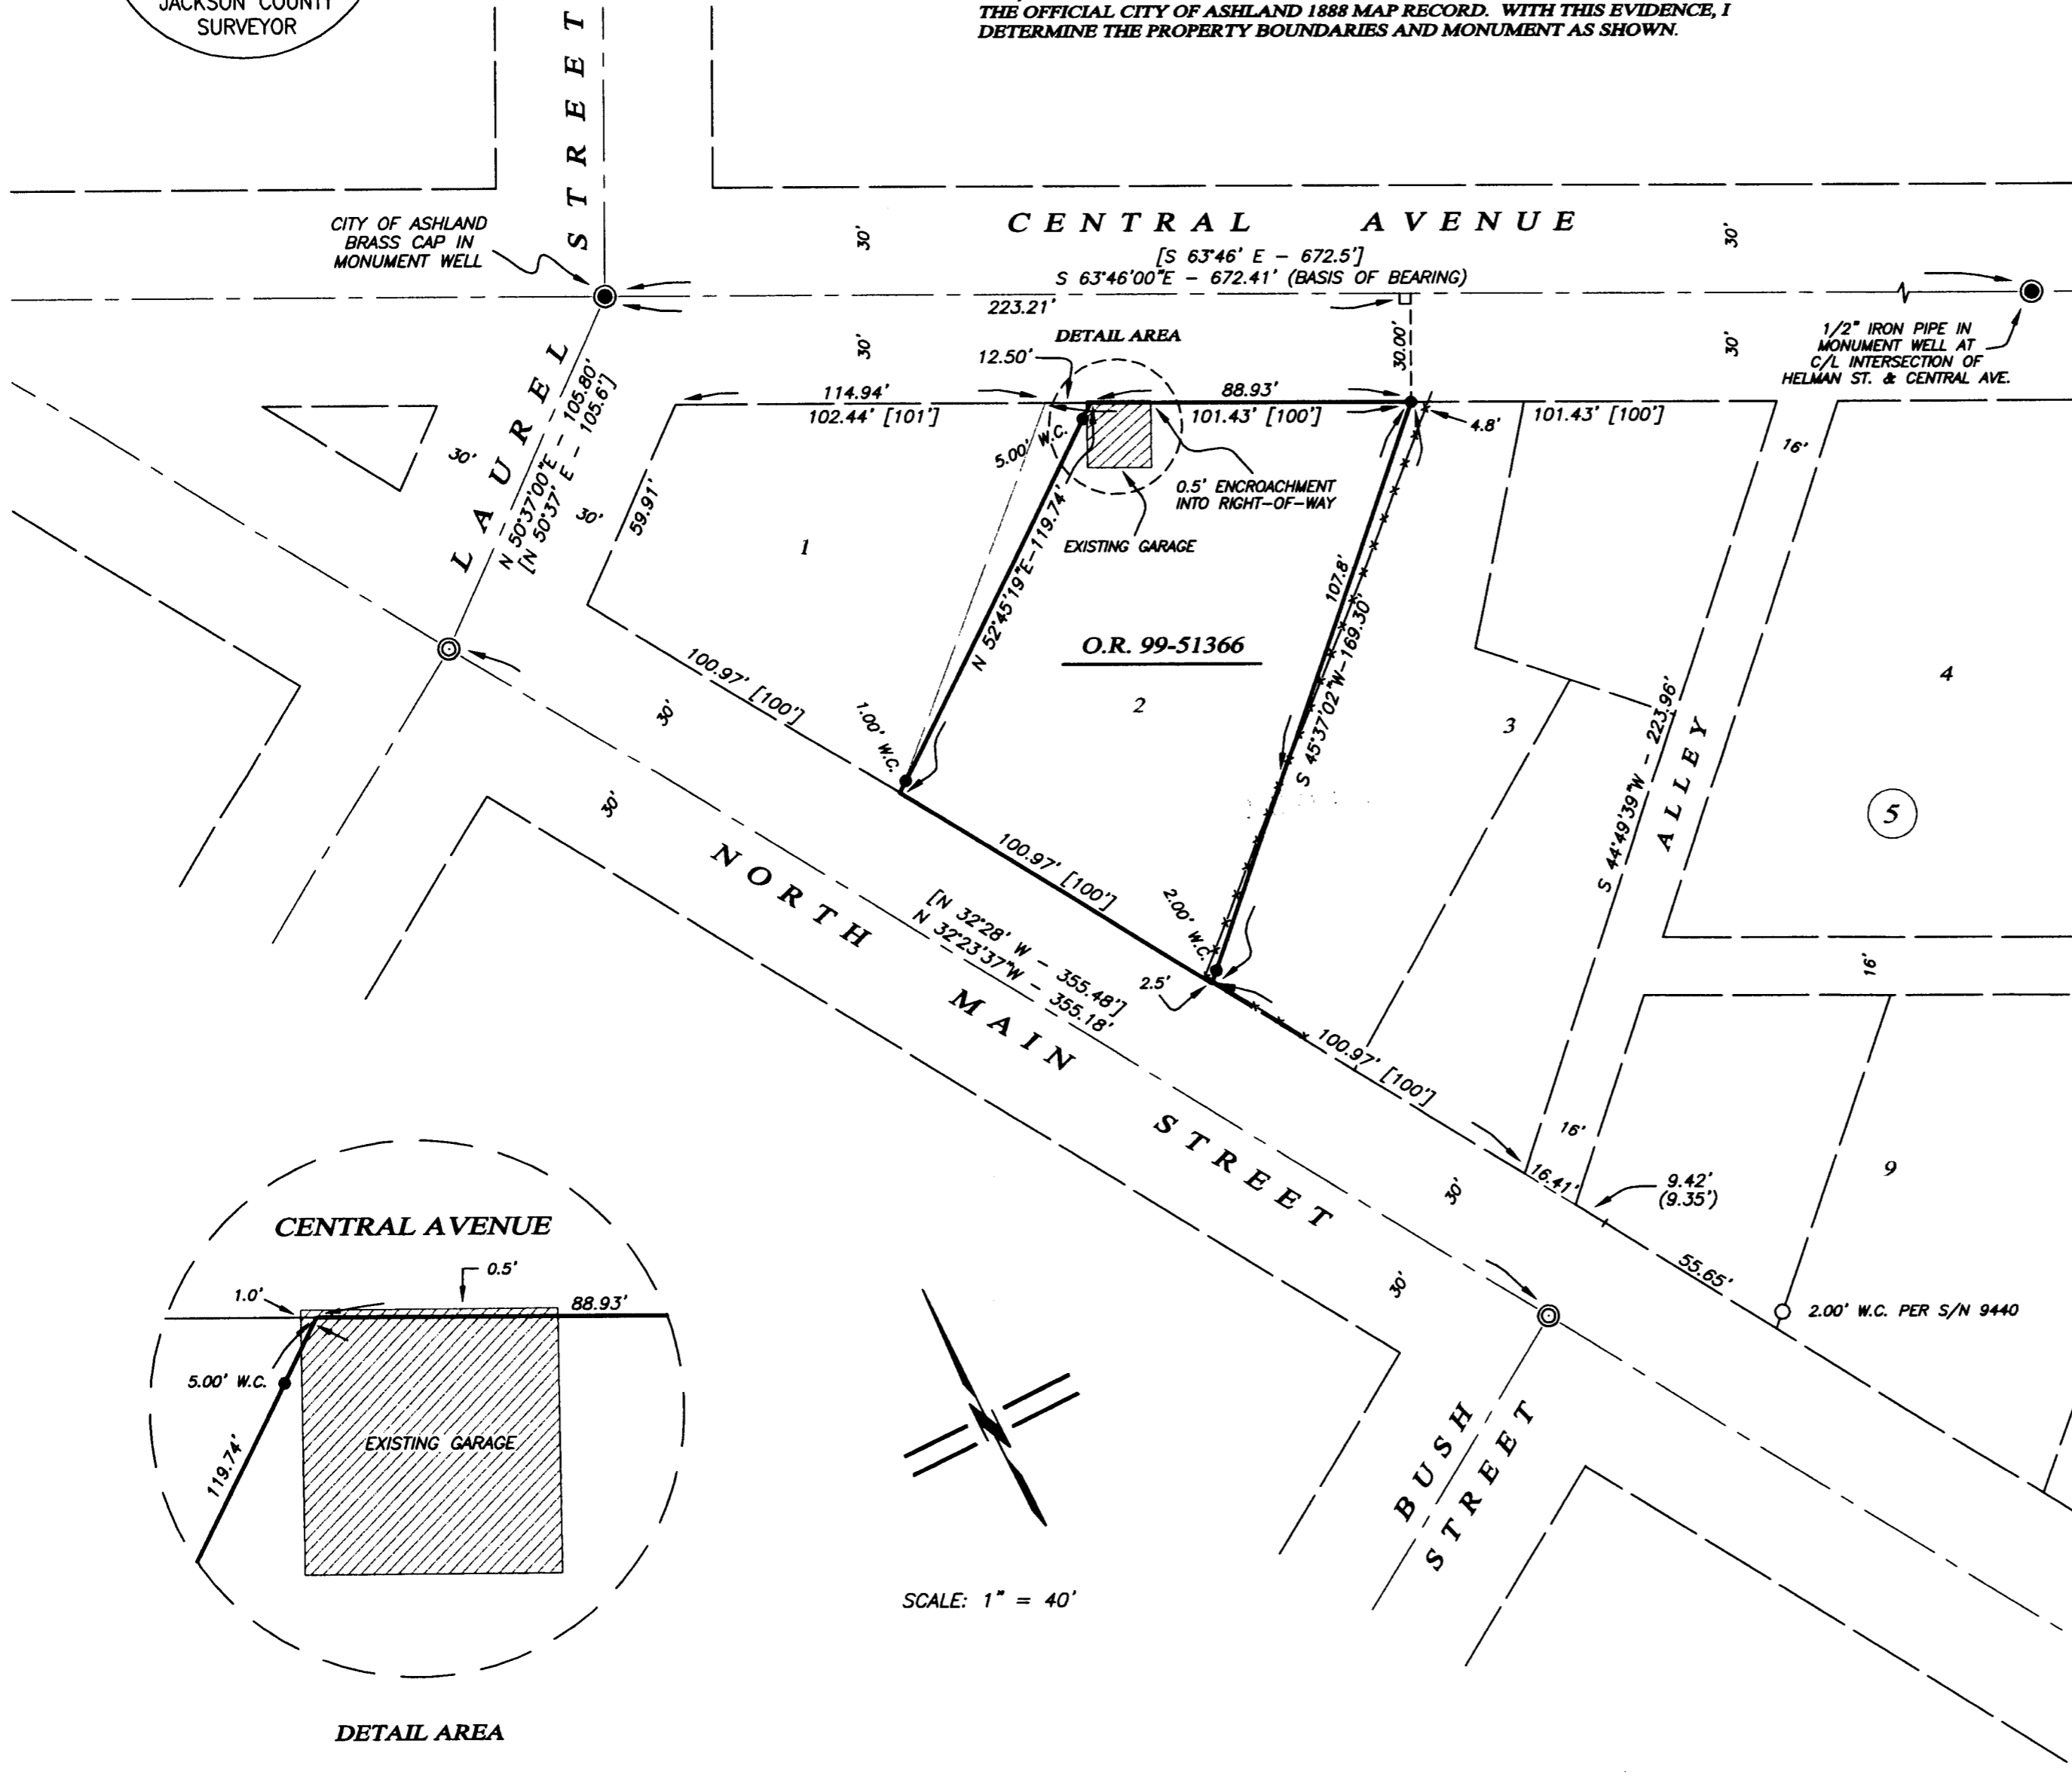 JACKSON COUNTY
SURVEYOR
THE OFFICIAL CITY OF ASHLAND 1888 MAP RECORD. WITH THIS EVIDENCE, I
DETERMINE THE PROPERTY BOUNDARIES AND MONUMENT AS SHOWN.
STREET
CITY OF ASHLAND
BRASS CAP IN
MONUMENT WELL
30'
CENTRAL AVENUE
30'
[S 63°46' E - 672.5']
S 63°46'00"E - 672.41' (BASIS OF BEARING)
223.21'
30'
DETAIL AREA
12.50'
30.00'
30'
1/2" IRON PIPE IN
MONUMENT WELL AT
C/L INTERSECTION OF
HELMAN ST. & CENTRAL AVE.
114.94'
102.44' [101']
88.93'
101.43' [100']
4.8'
101.43' [100']
16'
LAUREL
N 50°37'00"E - 105.80'
[N 50°37' E - 105.6']
30'
30'
59.91'
5.00' W.C.
0.5' ENCROACHMENT
INTO RIGHT-OF-WAY
EXISTING GARAGE
1
N 52°45'19"E-119.74'
107.8'
S 45°37'02"W-169.30'
O.R. 99-51366
2
3
4
S 44°49'39"W - 223.96'
ALLEY
5
100.97' [100']
30'
1.00' W.C.
30'
100.97' [100']
2.00' W.C.
2.5'
NORTH MAIN STREET
[N 32°28' W - 355.48']
N 32°23'37"W - 355.18'
16'
100.97' [100']
16'
16.41'
9.42'
(9.35')
9
30'
30'
55.65'
2.00' W.C. PER S/N 9440
BUSH
STREET
CENTRAL AVENUE
0.5'
1.0'
88.93'
5.00' W.C.
119.74'
EXISTING GARAGE
DETAIL AREA
SCALE: 1" = 40'